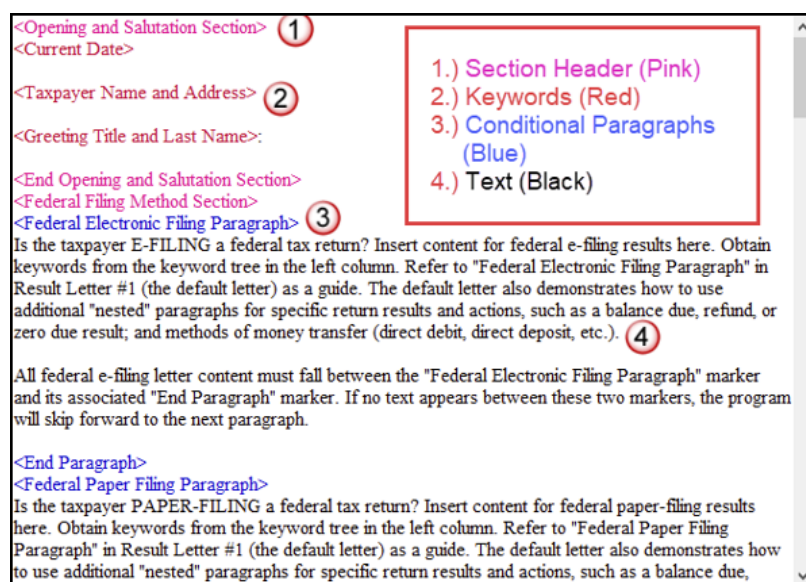 <Opening and Salutation Section> 1
<Current Date>
<Taxpayer Name and Address> 2
<Greeting Title and Last Name>:
<End Opening and Salutation Section>
<Federal Filing Method Section>
<Federal Electronic Filing Paragraph> 3
Is the taxpayer E-FILING a federal tax return? Insert content for federal e-filing results here. Obtain
keywords from the keyword tree in the left column. Refer to "Federal Electronic Filing Paragraph" in
Result Letter #1 (the default letter) as a guide. The default letter also demonstrates how to use
additional "nested" paragraphs for specific return results and actions, such as a balance due, refund, or
zero due result; and methods of money transfer (direct debit, direct deposit, etc.). 4
All federal e-filing letter content must fall between the "Federal Electronic Filing Paragraph" marker
and its associated "End Paragraph" marker. If no text appears between these two markers, the program
will skip forward to the next paragraph.
<End Paragraph>
<Federal Paper Filing Paragraph>
Is the taxpayer PAPER-FILING a federal tax return? Insert content for federal paper-filing results
here. Obtain keywords from the keyword tree in the left column. Refer to "Federal Paper Filing
Paragraph" in Result Letter #1 (the default letter) as a guide. The default letter also demonstrates how
to use additional "nested" paragraphs for specific return results and actions, such as a balance due,
1.) Section Header (Pink)
2.) Keywords (Red)
3.) Conditional Paragraphs
(Blue)
4.) Text (Black)